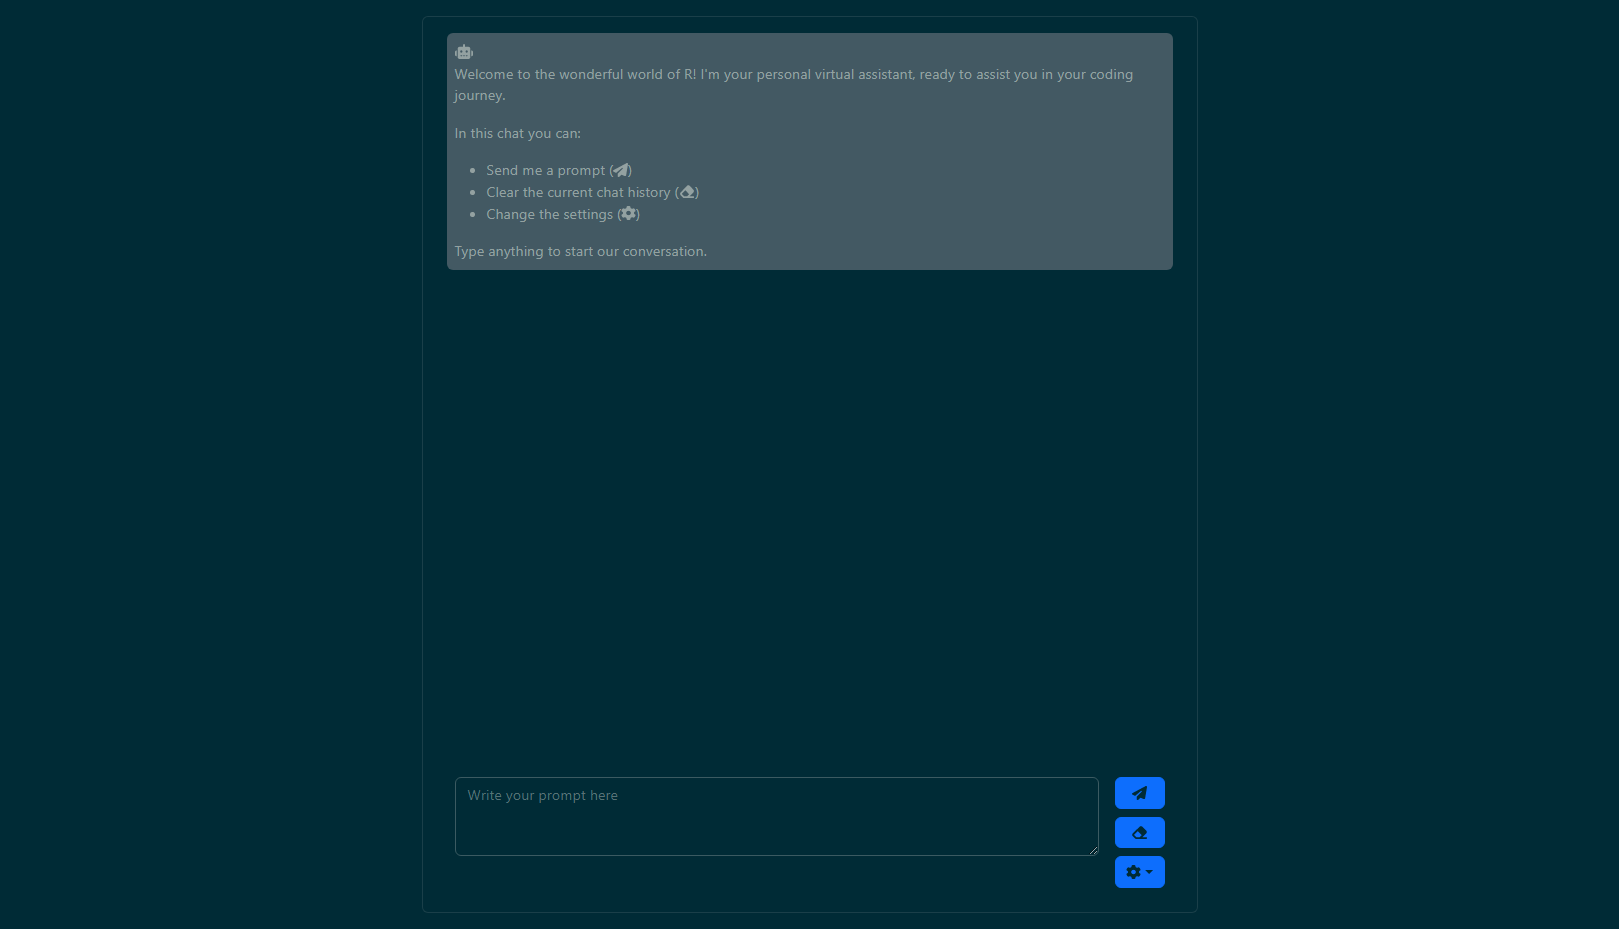 Welcome to the wonderful world of R! I'm your personal virtual assistant, ready to assist you in your coding
journey.
In this chat you can:
Send me a prompt ()
Clear the current chat history ()
Change the settings ()
Type anything to start our conversation.
Write your prompt here